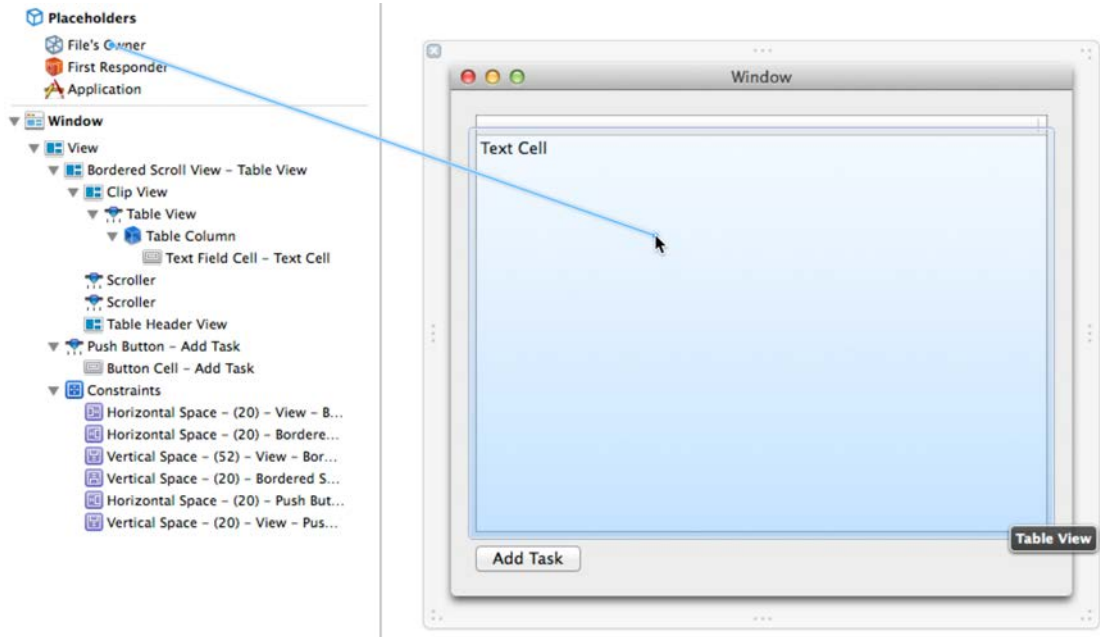 Placeholders
File's Owner
First Responder
Application
Window
View
Bordered Scroll View – Table View
Clip View
Table View
Table Column
Text Field Cell – Text Cell
Scroller
Scroller
Table Header View
Push Button – Add Task
Button Cell – Add Task
Constraints
Horizontal Space – (20) – View – B...
Horizontal Space – (20) – Bordere...
Vertical Space – (52) – View – Bor...
Vertical Space – (20) – Bordered S...
Horizontal Space – (20) – Push But...
Vertical Space – (20) – View – Pus...
Window
Text Cell
Table View
Add Task